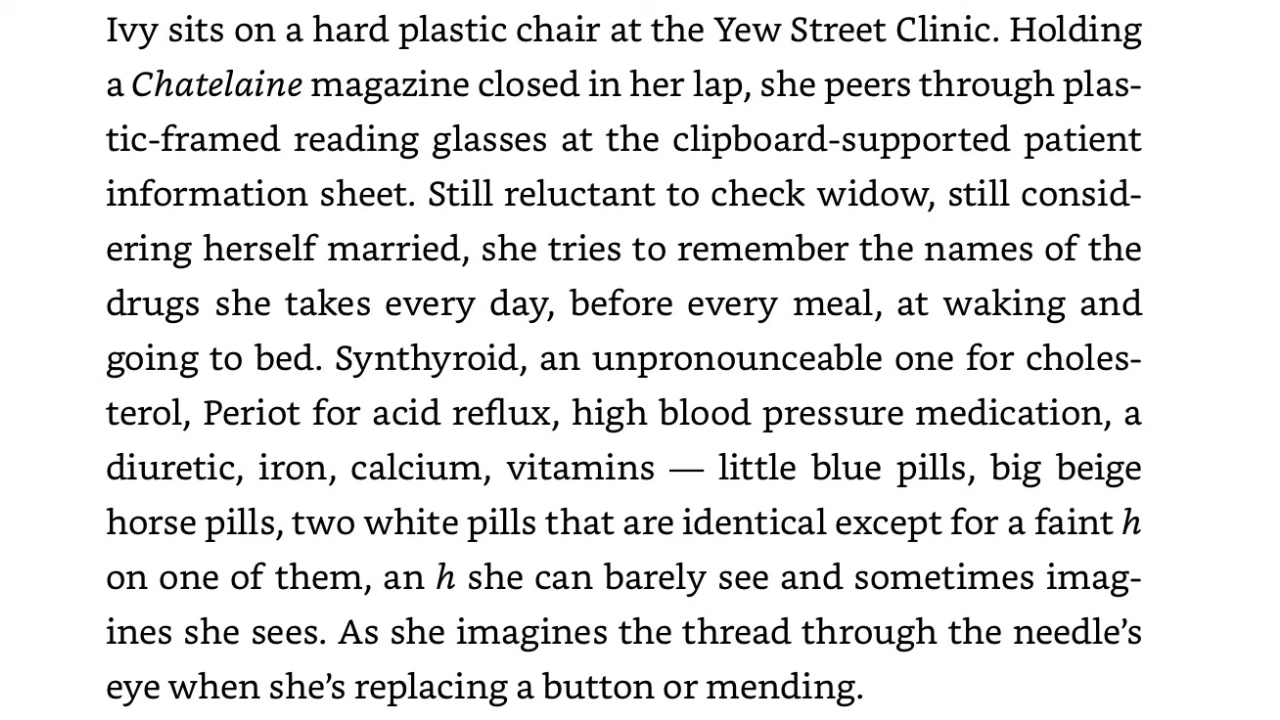 Ivy sits on a hard plastic chair at the Yew Street Clinic. Holding
a Chatelaine magazine closed in her lap, she peers through plas-
tic-framed reading glasses at the clipboard-supported patient
information sheet. Still reluctant to check widow, still consid-
ering herself married, she tries to remember the names of the
drugs she takes every day, before every meal, at waking and
going to bed. Synthyroid, an unpronounceable one for choles-
terol, Periot for acid reflux, high blood pressure medication, a
diuretic, iron, calcium, vitamins — little blue pills, big beige
horse pills, two white pills that are identical except for a faint h
on one of them, an h she can barely see and sometimes imag-
ines she sees. As she imagines the thread through the needle’s
eye when she’s replacing a button or mending.